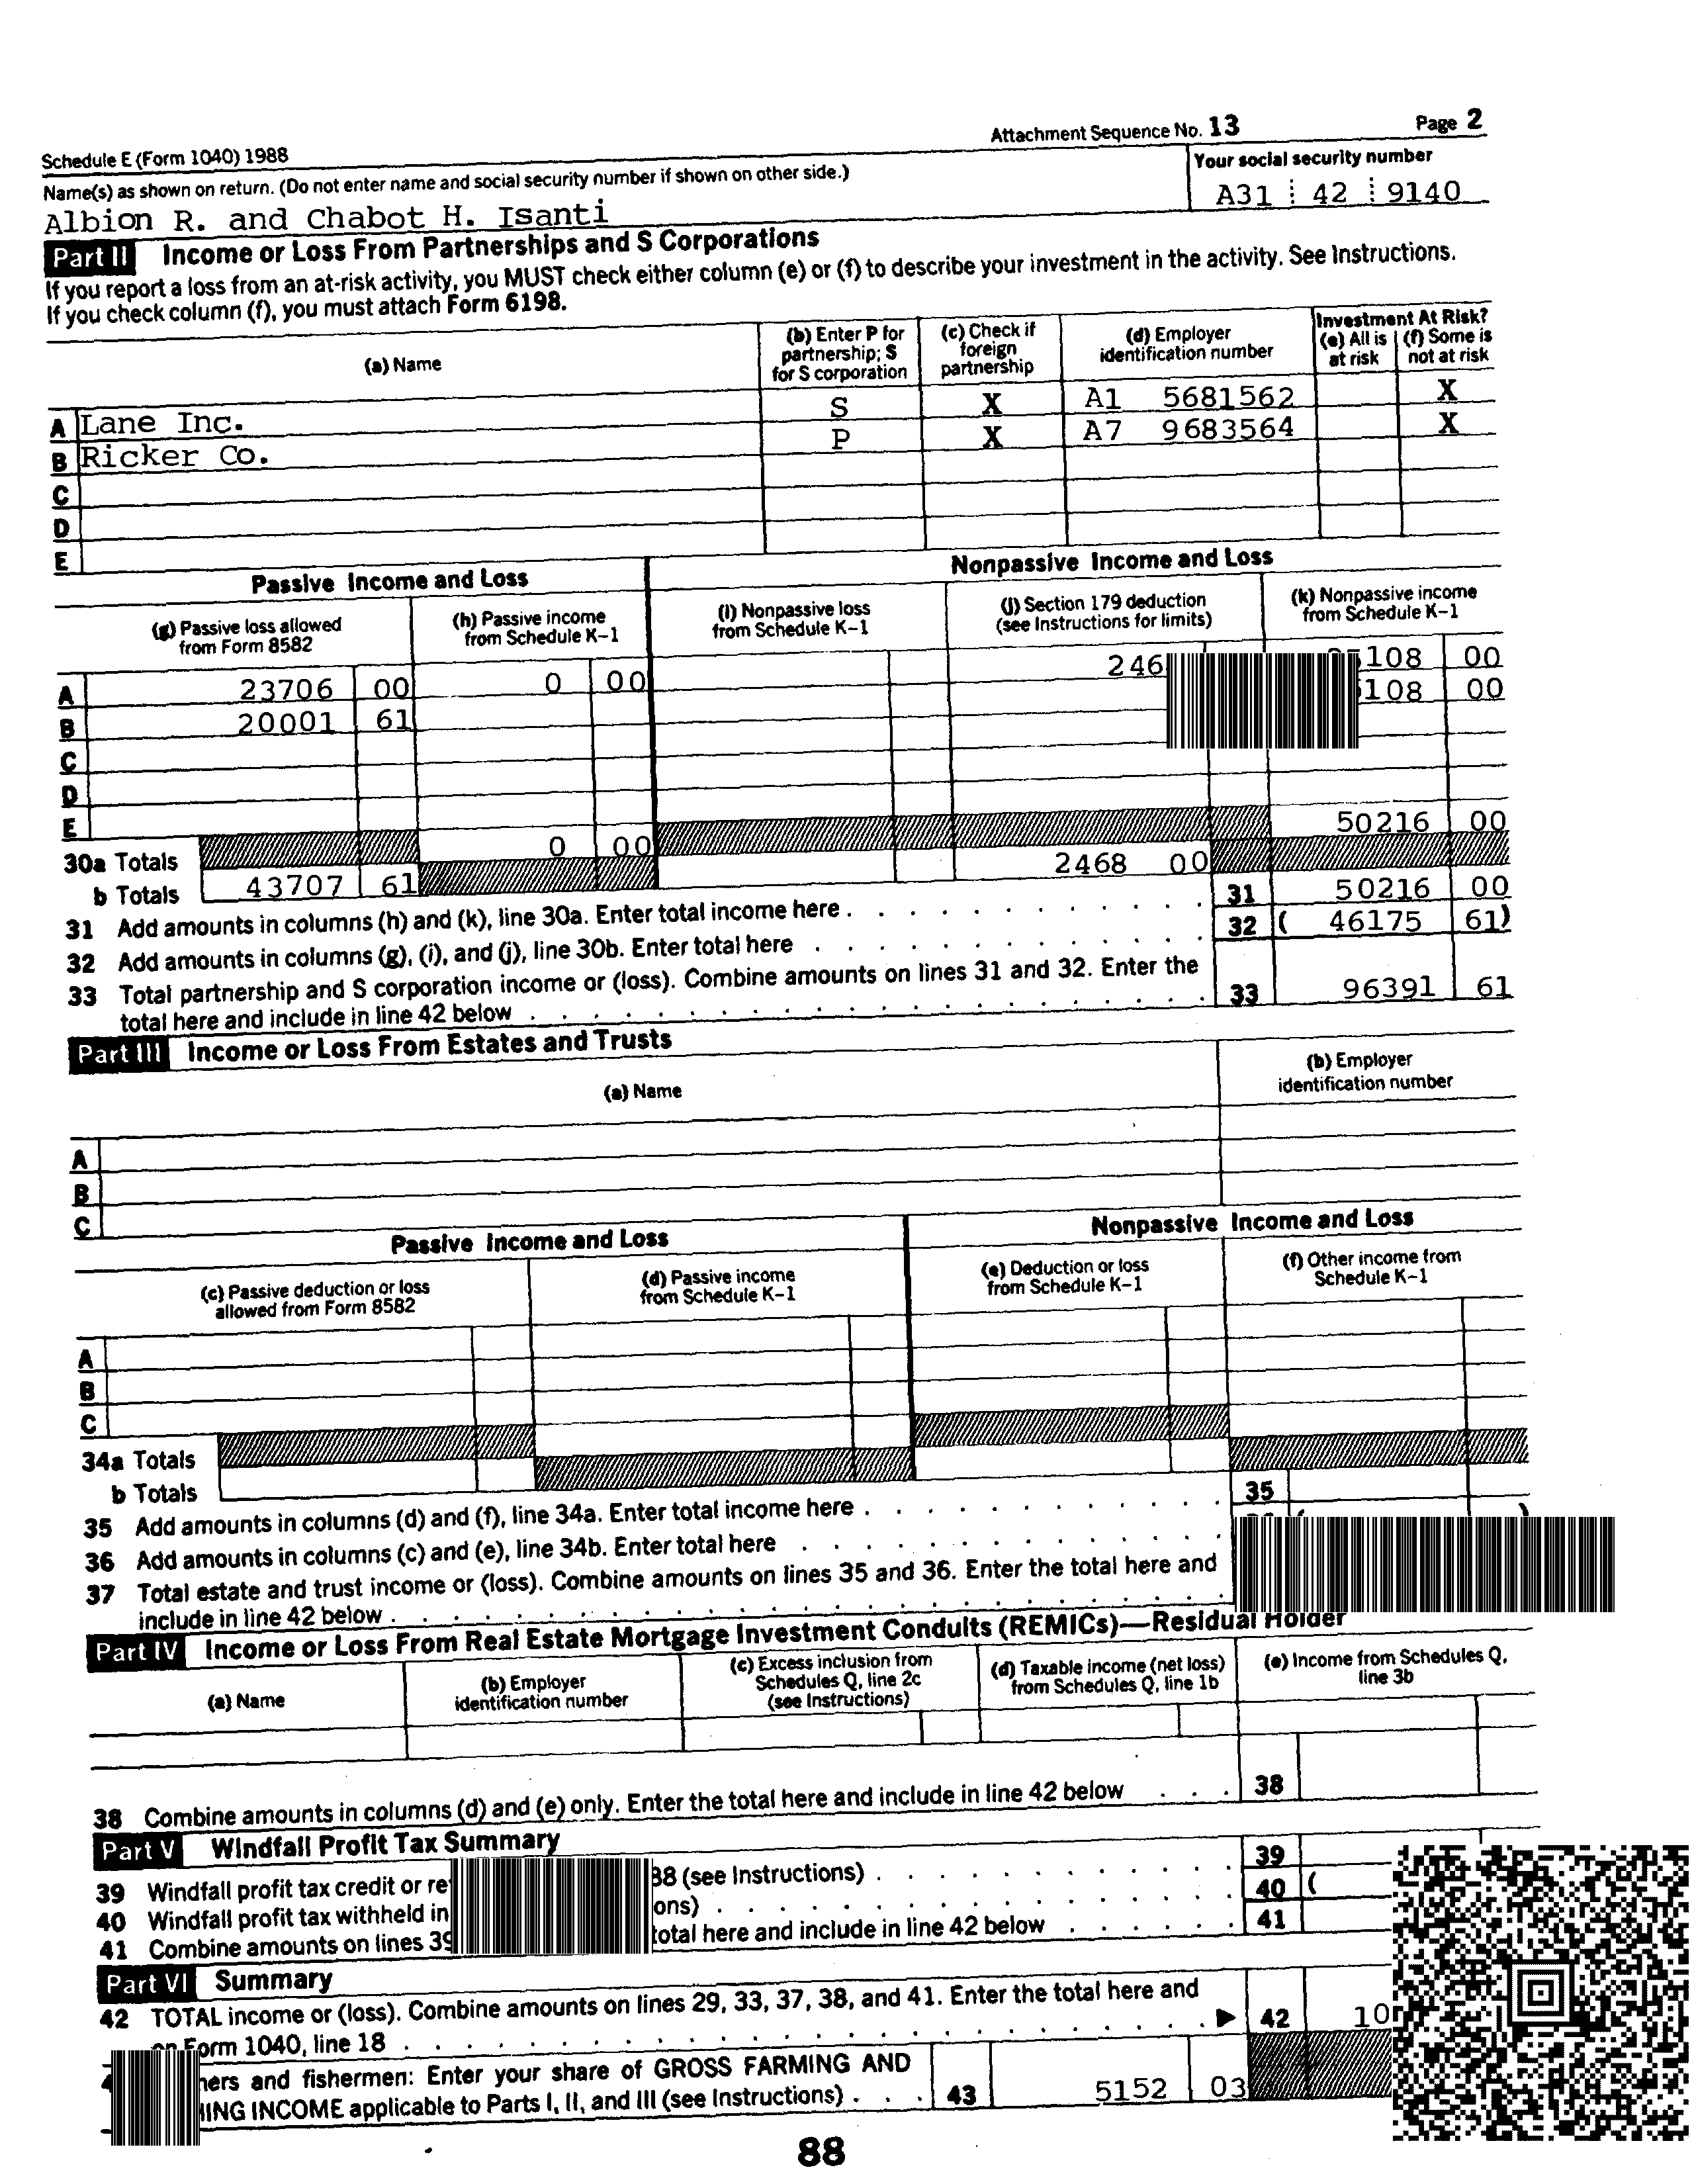 Schedule E (Form 1040) 1988 Attachment Sequence No. 13 Page 2
Name(s) as shown on return. (Do not enter name and social security number if shown on other side.) Your social security number
Albion R. and Chabot H. Isanti A31 42 9140
Part II Income or Loss From Partnerships and S Corporations
If you report a loss from an at-risk activity, you MUST check either column (e) or (f) to describe your investment in the activity. See Instructions.
If you check column (f), you must attach Form 6198.
(a) Name (b) Enter P for partnership; S for S corporation (c) Check if foreign partnership (d) Employer identification number Investment At Risk? (e) All is at risk (f) Some is not at risk
A Lane Inc. S X A1 5681562 X
B Ricker Co. P X A7 9683564 X
C
D
E
Passive Income and Loss Nonpassive Income and Loss
(g) Passive loss allowed from Form 8582 (h) Passive income from Schedule K-1 (i) Nonpassive loss from Schedule K-1 (j) Section 179 deduction (see Instructions for limits) (k) Nonpassive income from Schedule K-1
A 23706 00 0 00 246 108 00
B 20001 61 108 00
C
D
E
30a Totals 0 00 50216 00
b Totals 43707 61 2468 00
31 Add amounts in columns (h) and (k), line 30a. Enter total income here 31 50216 00
32 Add amounts in columns (g), (i), and (j), line 30b. Enter total here 32 ( 46175 61)
33 Total partnership and S corporation income or (loss). Combine amounts on lines 31 and 32. Enter the
total here and include in line 42 below 33 96391 61
Part III Income or Loss From Estates and Trusts
(a) Name (b) Employer identification number
A
B
C
Passive Income and Loss Nonpassive Income and Loss
(c) Passive deduction or loss allowed from Form 8582 (d) Passive income from Schedule K-1 (e) Deduction or loss from Schedule K-1 (f) Other income from Schedule K-1
A
B
C
34a Totals
b Totals
35 Add amounts in columns (d) and (f), line 34a. Enter total income here 35
36 Add amounts in columns (c) and (e), line 34b. Enter total here
37 Total estate and trust income or (loss). Combine amounts on lines 35 and 36. Enter the total here and
include in line 42 below
Part IV Income or Loss From Real Estate Mortgage Investment Conduits (REMICs)—Residual Holder
(a) Name (b) Employer identification number (c) Excess inclusion from Schedules Q, line 2c (see Instructions) (d) Taxable income (net loss) from Schedules Q, line 1b (e) Income from Schedules Q, line 3b
38 Combine amounts in columns (d) and (e) only. Enter the total here and include in line 42 below 38
Part V Windfall Profit Tax Summary
39 Windfall profit tax credit or (see Instructions) 39
40 Windfall profit tax withheld in 40 (
41 Combine amounts on lines total here and include in line 42 below 41
Part VI Summary
42 TOTAL income or (loss). Combine amounts on lines 29, 33, 37, 38, and 41. Enter the total here and
on Form 1040, line 18 ▶ 42 10
and fishermen: Enter your share of GROSS FARMING AND
INCOME applicable to Parts I, II, and III (see Instructions) 43 5152 03
88